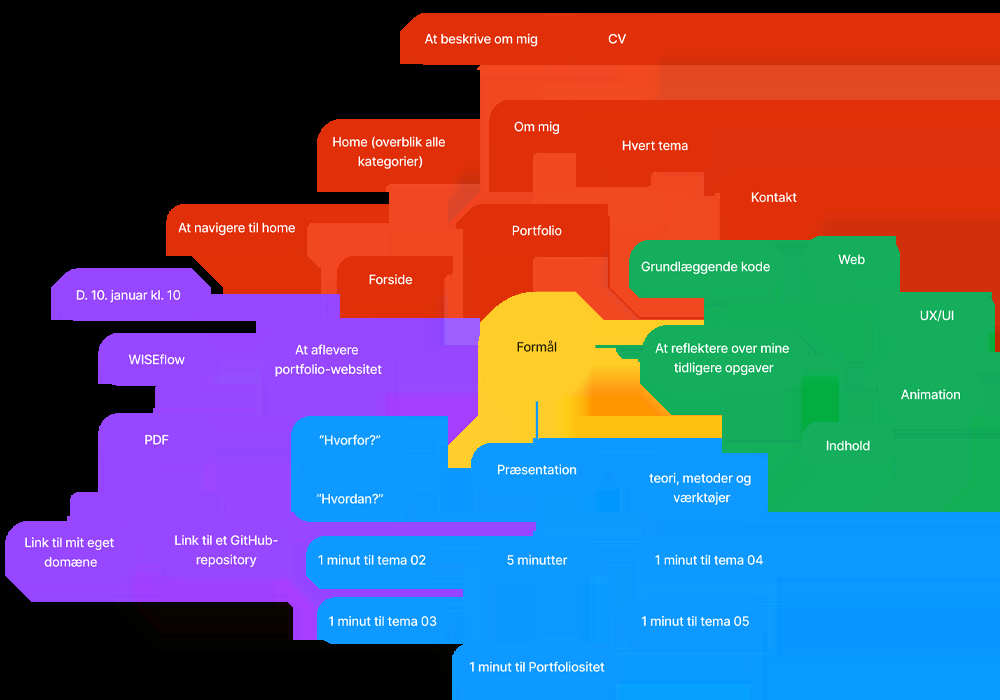 At beskrive om mig
CV
Om mig
Home (overblik alle
kategorier)
Hvert tema
Kontakt
At navigere til home
Portfolio
Forside
Grundlæggende kode
Web
D. 10. januar kl. 10
UX/UI
Formål
At reflektere over mine
tidligere opgaver
WISEflow
At aflevere
portfolio-websitet
Animation
PDF
“Hvorfor?”
Indhold
Præsentation
teori, metoder og
værktøjer
“Hvordan?”
Link til mit eget
domæne
Link til et GitHub-
repository
1 minut til tema 02
5 minutter
1 minut til tema 04
1 minut til tema 03
1 minut til tema 05
1 minut til Portfoliositet